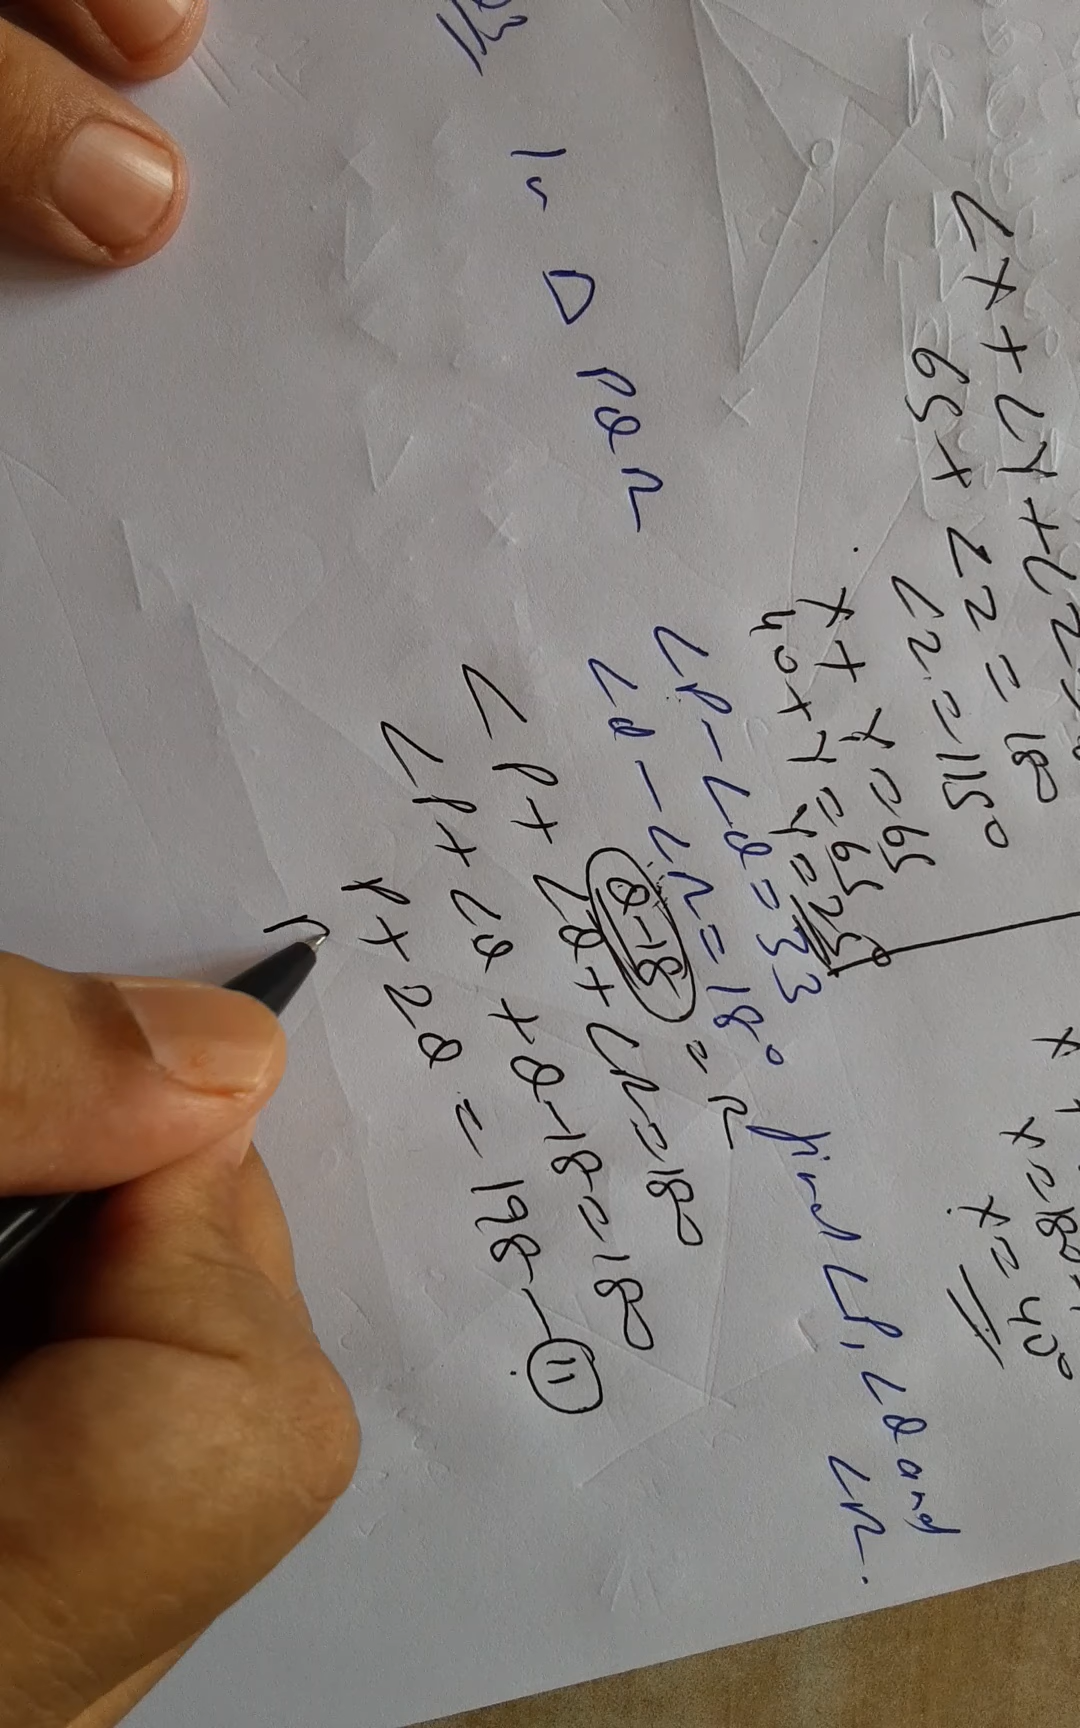 ∠X + ∠Y + ∠Z
65 + ∠Z = 180
∠Z = 115°
X + Y = 65
40 + Y = 65
Y = 25°
X
X = 40°
In Δ PQR
∠P - ∠Q = 33
∠P - ∠R = 18° find ∠P, ∠Q and
∠R.
Q-18 = R
∠P + ∠Q + ∠R = 180
∠P + ∠Q + Q-18 = 180
P + 2Q = 198 - (11)